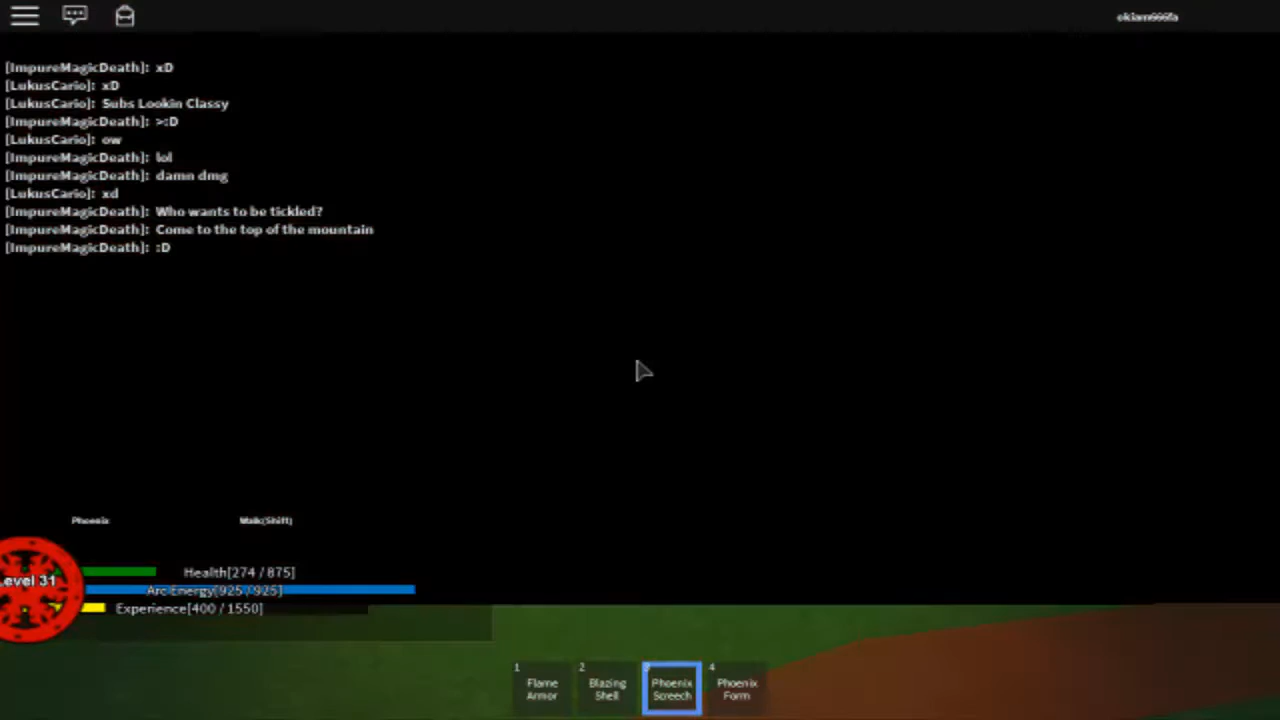 okiam666fa
[ImpureMagicDeath]: xD
[LukusCario]: xD
[LukusCario]: Subs Lookin Classy
[ImpureMagicDeath]: >:D
[LukusCario]: ow
[ImpureMagicDeath]: lol
[ImpureMagicDeath]: damn dmg
[LukusCario]: xd
[ImpureMagicDeath]: Who wants to be tickled?
[ImpureMagicDeath]: Come to the top of the mountain
[ImpureMagicDeath]: :D
Phoenix Walk(Shift)
Health[274 / 875]
Level 31
Arc Energy[925 / 925]
Experience[400 / 1550]
1 2 3 4
Flame Blazing Phoenix Phoenix
Armor Shell Screech Form